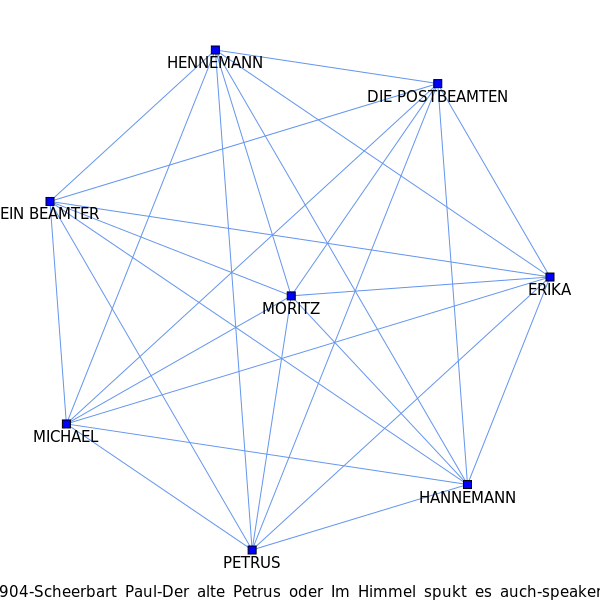 HENNEMANN
DIE POSTBEAMTEN
EIN BEAMTER
ERIKA
MORITZ
MICHAEL
HANNEMANN
PETRUS
904-Scheerbart Paul-Der alte Petrus oder Im Himmel spukt es auch-speaker